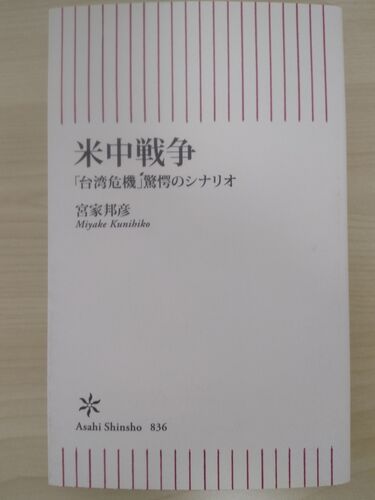 米中戦争
「台湾危機」驚愕のシナリオ
宮家邦彦
Miyake Kunihiko
Asahi Shinsho 836